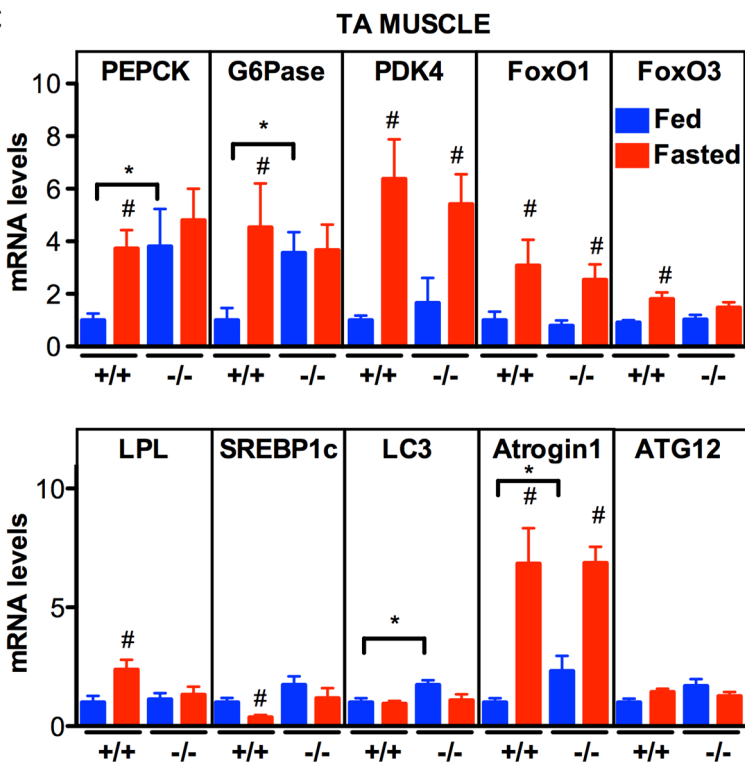 TA MUSCLE
PEPCK G6Pase PDK4 FoxO1 FoxO3
Fed
Fasted
mRNA levels
10
8
6
4
2
0
* # * # # # # # #
+/+ -/- +/+ -/- +/+ -/- +/+ -/- +/+ -/-
LPL SREBP1c LC3 Atrogin1 ATG12
mRNA levels
10
5
0
# # * * # #
+/+ -/- +/+ -/- +/+ -/- +/+ -/- +/+ -/-